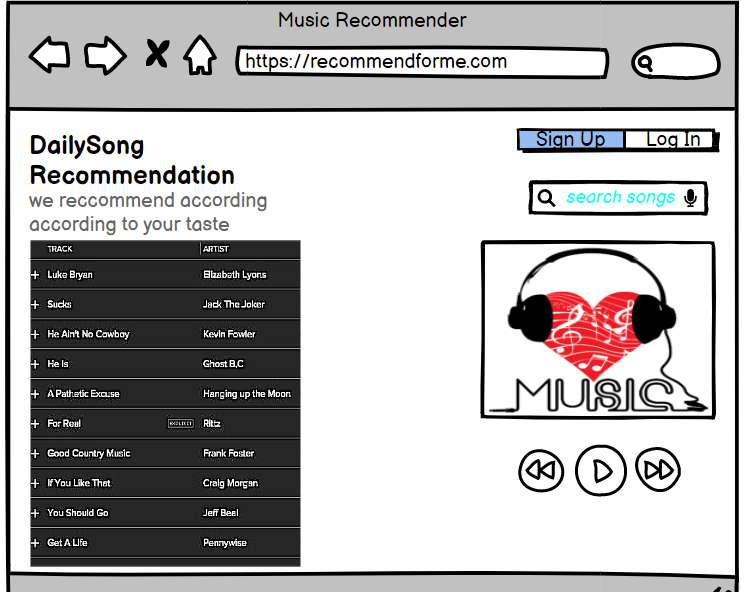 Music Recommender
https://recommendforme.com
DailySong
Recommendation
we reccommend according
according to your taste
Sign Up Log In
search songs
TRACK ARTIST
+ Luke Bryan Elizabeth Lyons
+ Sucks Jack The Joker
+ He Ain't No Cowboy Kevin Fowler
+ He Is Ghost B.C
+ A Pathetic Excuse Hanging up the Moon
+ For Real EXPLICIT Rittz
+ Good Country Music Frank Foster
+ If You Like That Craig Morgan
+ You Should Go Jeff Beal
+ Get A Life Pennywise
MUSIC